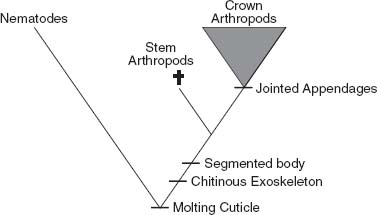 Nematodes
Crown
Arthropods
Stem
Arthropods
Jointed Appendages
Segmented body
Chitinous Exoskeleton
Molting Cuticle